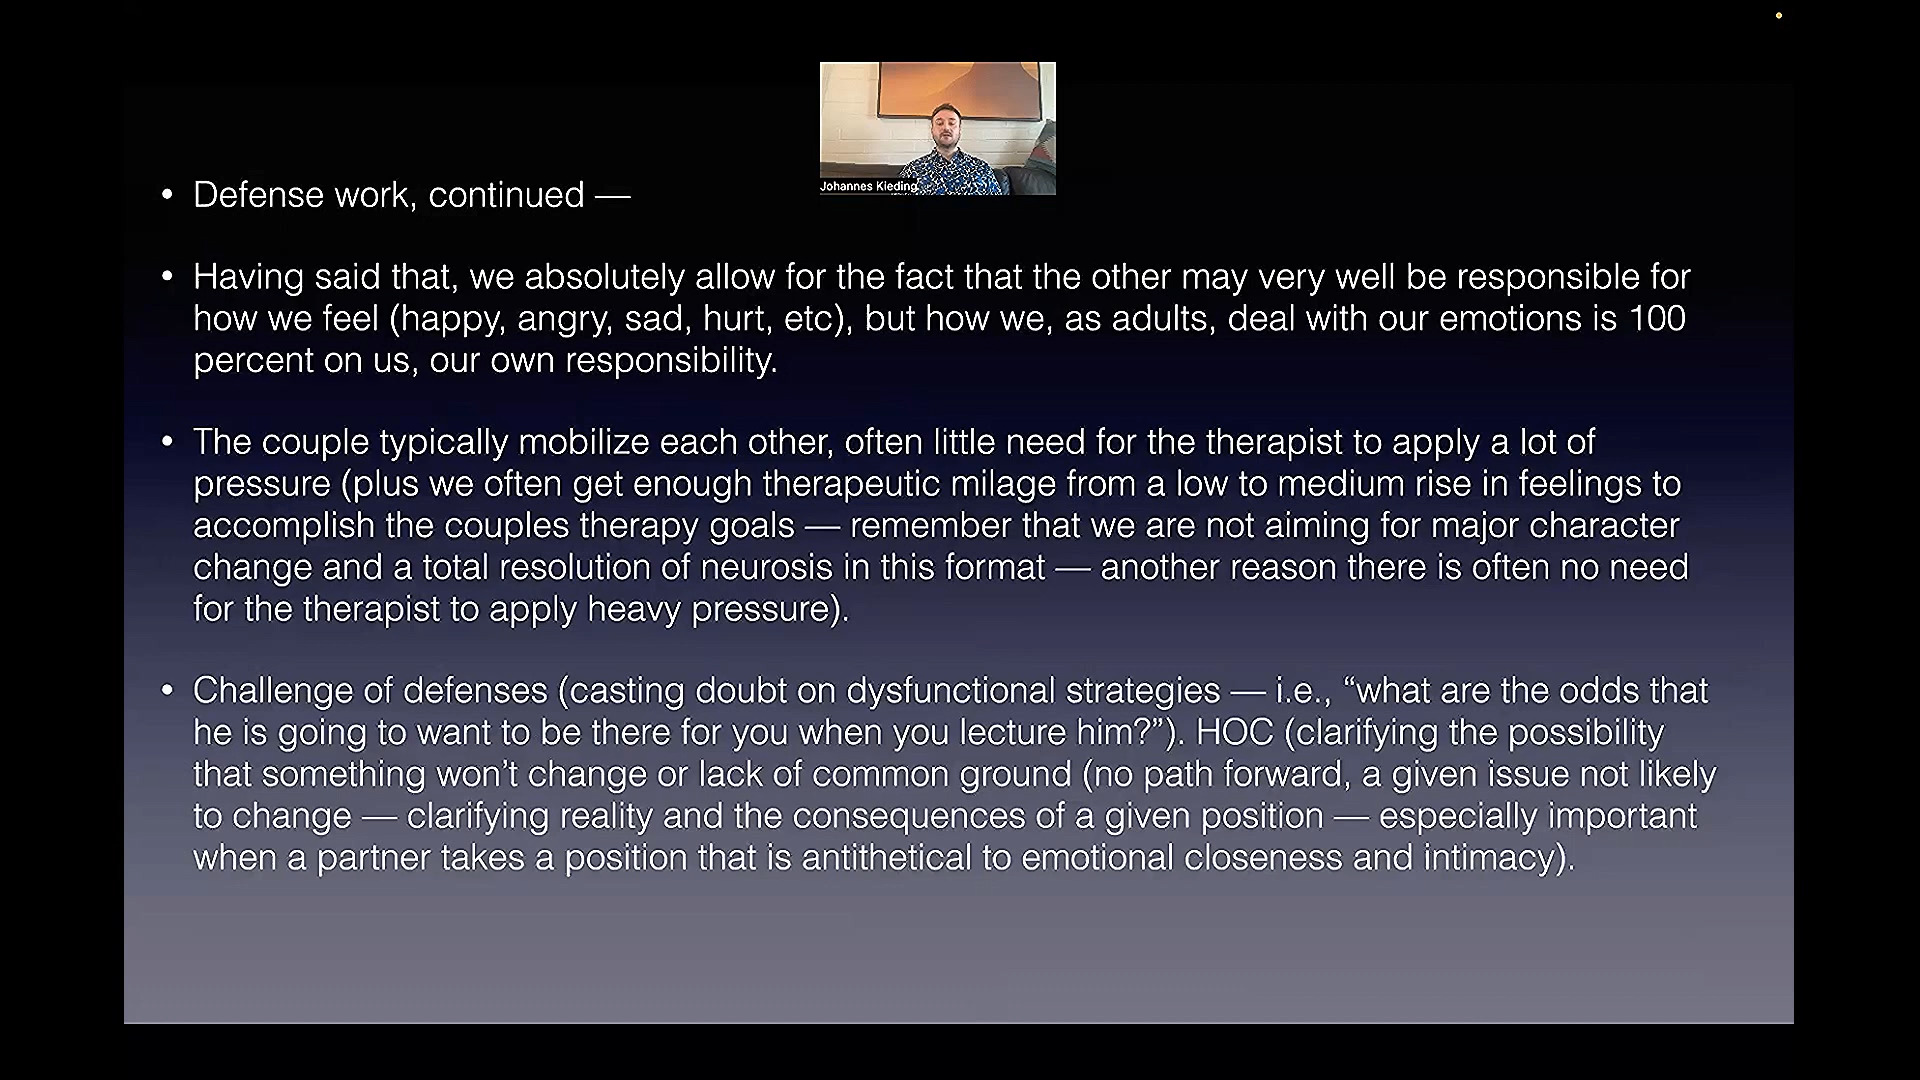 Johannes Kieding
• Defense work, continued —
• Having said that, we absolutely allow for the fact that the other may very well be responsible for
how we feel (happy, angry, sad, hurt, etc), but how we, as adults, deal with our emotions is 100
percent on us, our own responsibility.
• The couple typically mobilize each other, often little need for the therapist to apply a lot of
pressure (plus we often get enough therapeutic milage from a low to medium rise in feelings to
accomplish the couples therapy goals — remember that we are not aiming for major character
change and a total resolution of neurosis in this format — another reason there is often no need
for the therapist to apply heavy pressure).
• Challenge of defenses (casting doubt on dysfunctional strategies — i.e., “what are the odds that
he is going to want to be there for you when you lecture him?”). HOC (clarifying the possibility
that something won’t change or lack of common ground (no path forward, a given issue not likely
to change — clarifying reality and the consequences of a given position — especially important
when a partner takes a position that is antithetical to emotional closeness and intimacy).